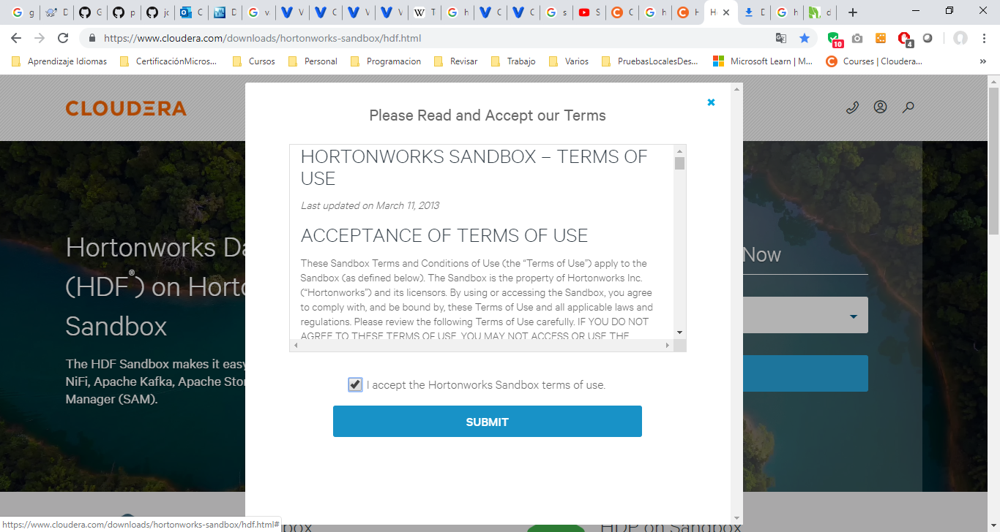 https://www.cloudera.com/downloads/hortonworks-sandbox/hdf.html
10
4
Aprendizaje Idiomas
CertificaciónMicros...
Cursos
Personal
Programacion
Revisar
Trabajo
Varios
PruebasLocalesDes...
Microsoft Learn | M...
Courses | Cloudera...
»
CLOUDERA
Please Read and Accept our Terms
HORTONWORKS SANDBOX – TERMS OF
USE
Last updated on March 11, 2013
ACCEPTANCE OF TERMS OF USE
These Sandbox Terms and Conditions of Use (the “Terms of Use”) apply to the
Sandbox (as defined below). The Sandbox is the property of Hortonworks Inc.
(“Hortonworks”) and its licensors. By using or accessing the Sandbox, you agree
to comply with, and be bound by, these Terms of Use and all applicable laws and
regulations. Please review the following Terms of Use carefully. IF YOU DO NOT
AGREE TO THESE TERMS OF USE, YOU MAY NOT ACCESS OR USE THE
I accept the Hortonworks Sandbox terms of use.
SUBMIT
Hortonworks Da
(HDF®) on Horto
Sandbox
The HDF Sandbox makes it easy
NiFi, Apache Kafka, Apache Stor
Manager (SAM).
Now
https://www.cloudera.com/downloads/hortonworks-sandbox/hdf.html#
box
HDP on Sandbox